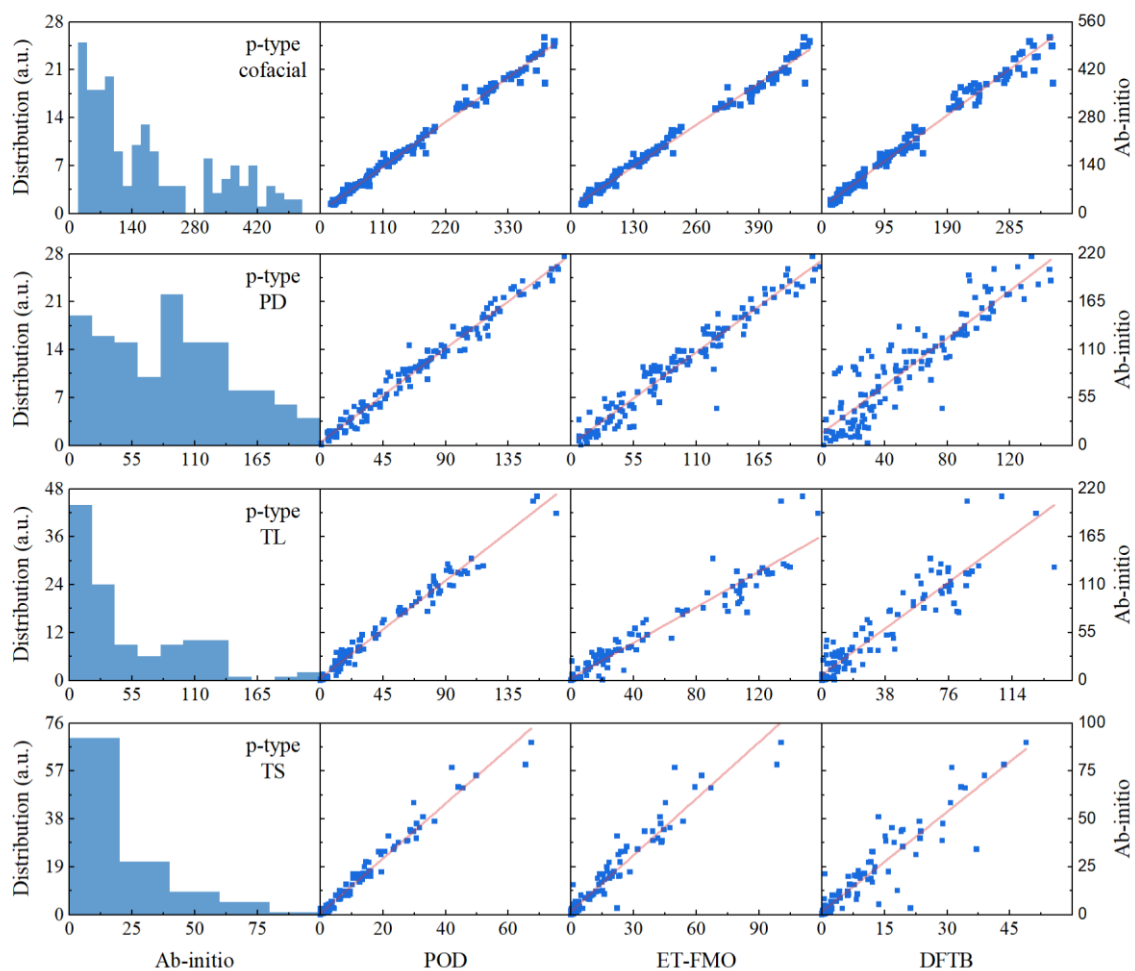 28
21
14
7
0
Distribution (a.u.)
p-type
cofacial
560
420
280
140
0
Ab-initio
0 140 280 420
110 220 330
0 130 260 390
0 95 190 285
28
21
14
7
0
Distribution (a.u.)
p-type
PD
220
165
110
55
0
Ab-initio
0 55 110 165
0 45 90 135
55 110 165
0 40 80 120
48
36
24
12
0
Distribution (a.u.)
p-type
TL
220
165
110
55
0
Ab-initio
0 55 110 165
0 45 90 135
0 40 80 120
0 38 76 114
76
57
38
19
0
Distribution (a.u.)
p-type
TS
100
75
50
25
0
Ab-initio
0 25 50 75
0 20 40 60
0 30 60 90
0 15 30 45
Ab-initio
POD
ET-FMO
DFTB